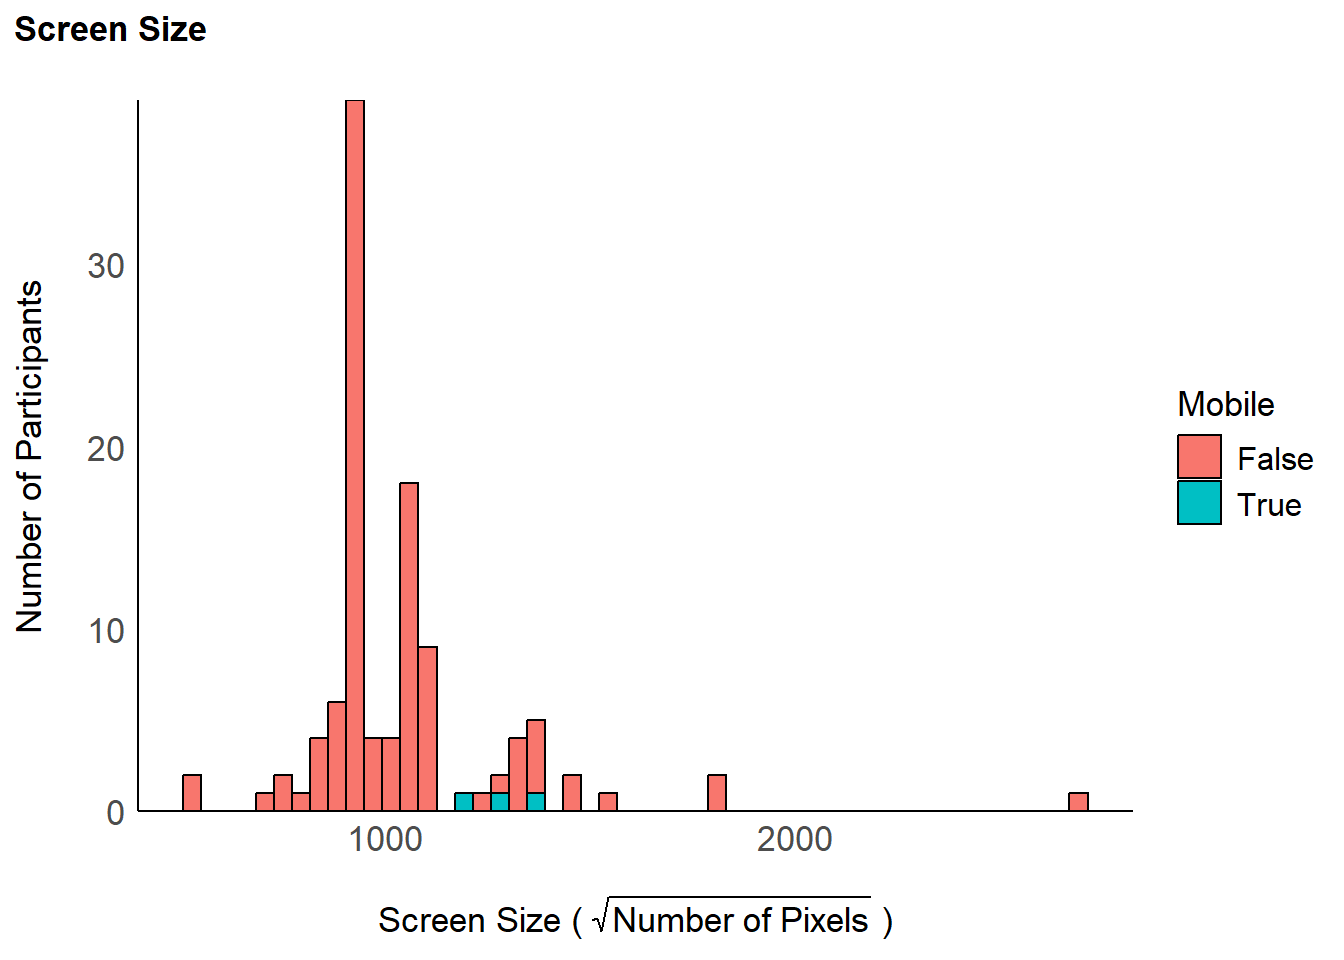 Screen Size
Number of Participants
30
20
10
0
1000
2000
Screen Size ( √Number of Pixels )
Mobile
False
True